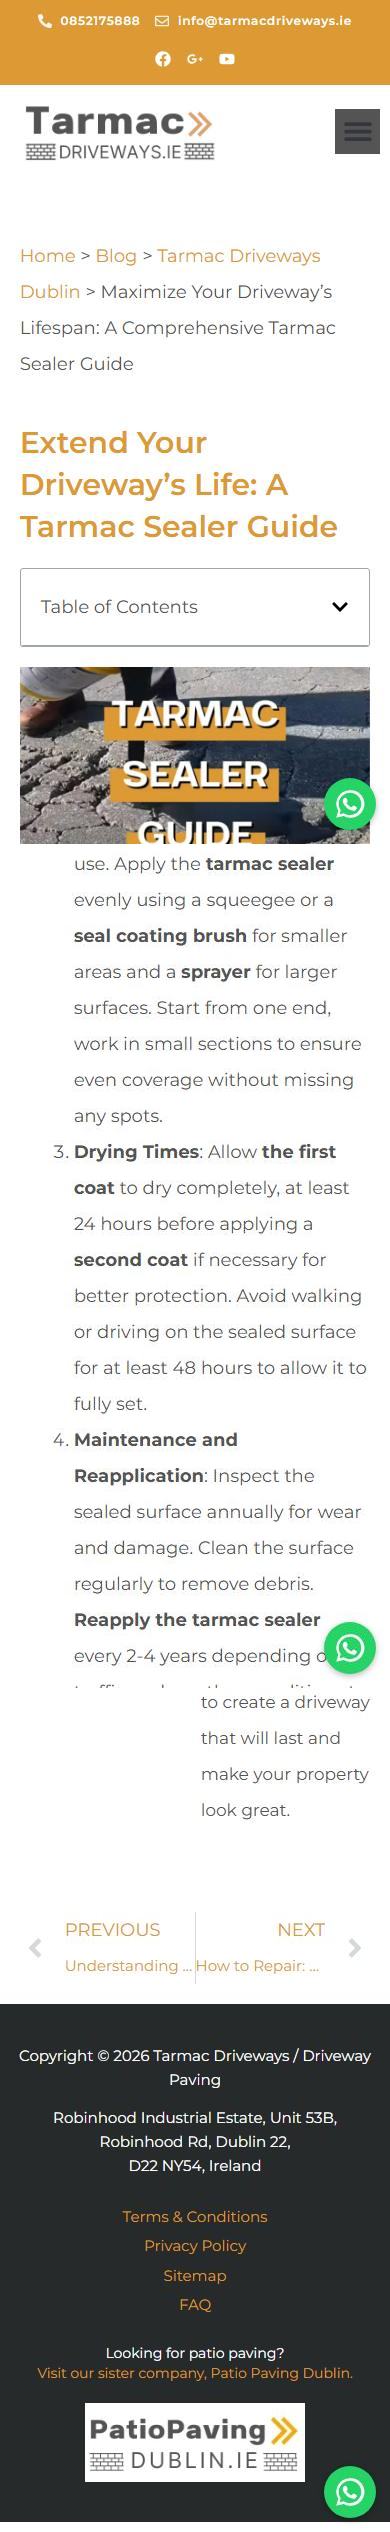 0852175888 info@tarmacdriveways.ie
Tarmac
DRIVEWAYS.IE
Home > Blog > Tarmac Driveways
Dublin > Maximize Your Driveway’s
Lifespan: A Comprehensive Tarmac
Sealer Guide
Extend Your
Driveway’s Life: A
Tarmac Sealer Guide
Table of Contents
TARMAC
SEALER
GUIDE
use. Apply the tarmac sealer
evenly using a squeegee or a
seal coating brush for smaller
areas and a sprayer for larger
surfaces. Start from one end,
work in small sections to ensure
even coverage without missing
any spots.
3. Drying Times: Allow the first
coat to dry completely, at least
24 hours before applying a
second coat if necessary for
better protection. Avoid walking
or driving on the sealed surface
for at least 48 hours to allow it to
fully set.
4. Maintenance and
Reapplication: Inspect the
sealed surface annually for wear
and damage. Clean the surface
regularly to remove debris.
Reapply the tarmac sealer
every 2-4 years depending
to create a driveway
that will last and
make your property
look great.
PREVIOUS NEXT
Understanding ... How to Repair: ...
Copyright © 2026 Tarmac Driveways / Driveway
Paving
Robinhood Industrial Estate, Unit 53B,
Robinhood Rd, Dublin 22,
D22 NY54, Ireland
Terms & Conditions
Privacy Policy
Sitemap
FAQ
Looking for patio paving?
Visit our sister company, Patio Paving Dublin.
PatioPaving
DUBLIN.IE